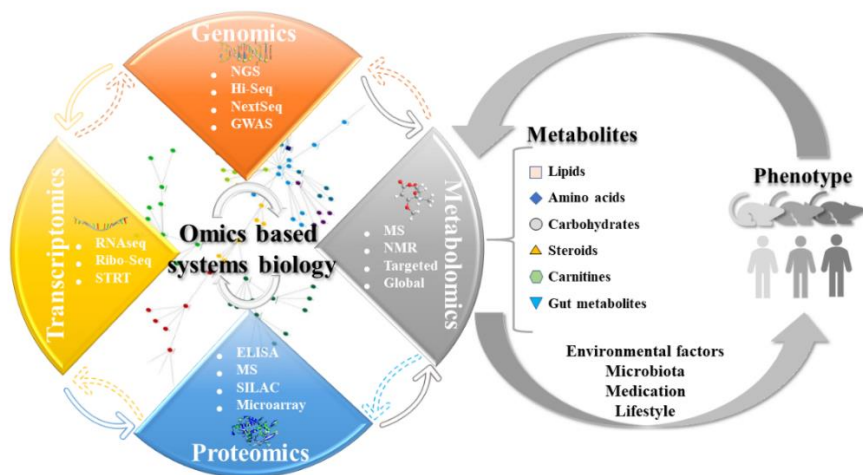 Genomics
NGS
Hi-Seq
NextSeq
GWAS
Transcriptomics
RNAseq
Ribo-Seq
STRT
Omics based
systems biology
Metabolomics
MS
NMR
Targeted
Global
ELISA
MS
SILAC
Microarray
Proteomics
Metabolites
Lipids
Amino acids
Carbohydrates
Steroids
Carnitines
Gut metabolites
Phenotype
Environmental factors
Microbiota
Medication
Lifestyle